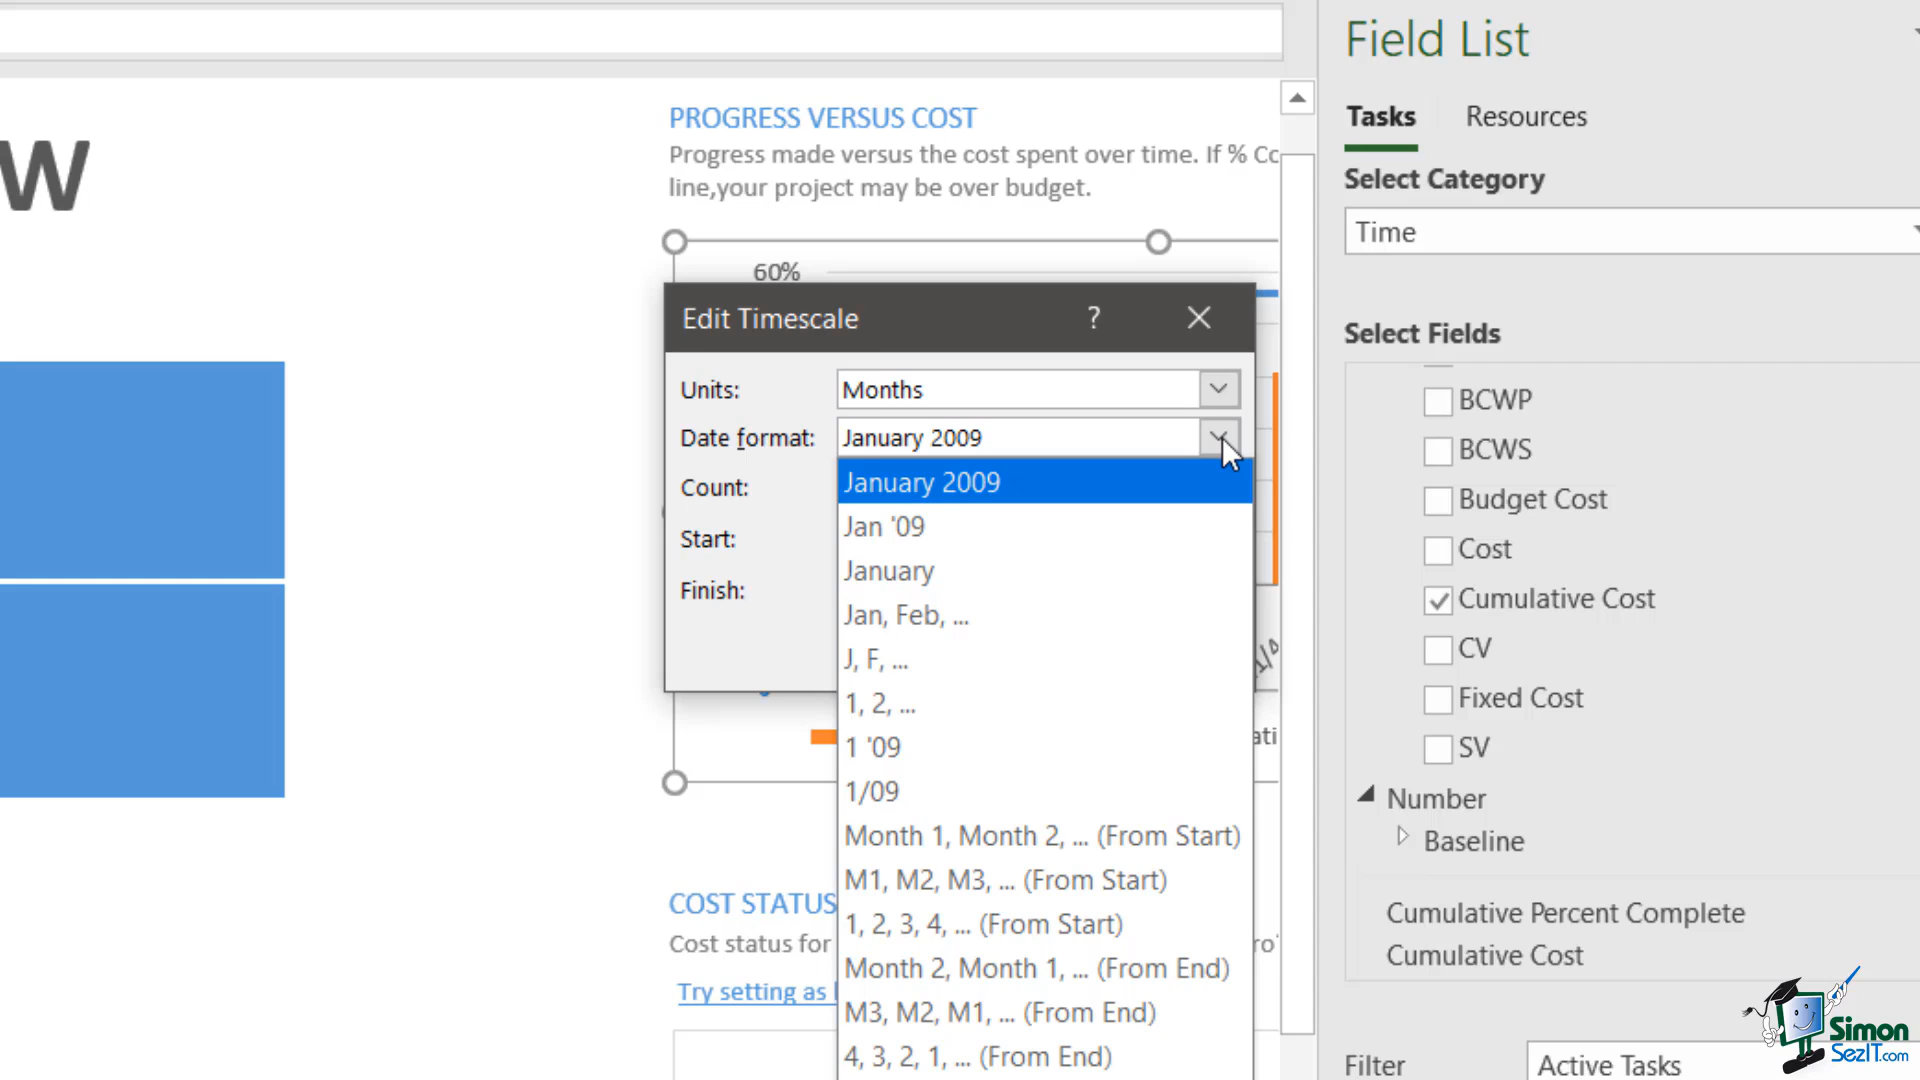 W
PROGRESS VERSUS COST
Progress made versus the cost spent over time. If % Co
line,your project may be over budget.
60%
Edit Timescale
?
Units:
Months
Date format:
January 2009
Count:
Start:
Finish:
January 2009
Jan '09
January
Jan, Feb, ...
J, F, ...
1, 2, ...
1 '09
1/09
Month 1, Month 2, ... (From Start)
M1, M2, M3, ... (From Start)
1, 2, 3, 4, ... (From Start)
Month 2, Month 1, ... (From End)
M3, M2, M1, ... (From End)
4, 3, 2, 1, ... (From End)
ati
COST STATUS
Cost status for
Try setting as
Field List
Tasks
Resources
Select Category
Time
Select Fields
BCWP
BCWS
Budget Cost
Cost
Cumulative Cost
CV
Fixed Cost
SV
Number
Baseline
Cumulative Percent Complete
Cumulative Cost
Filter
Active Tasks
Simon
SezIT.com